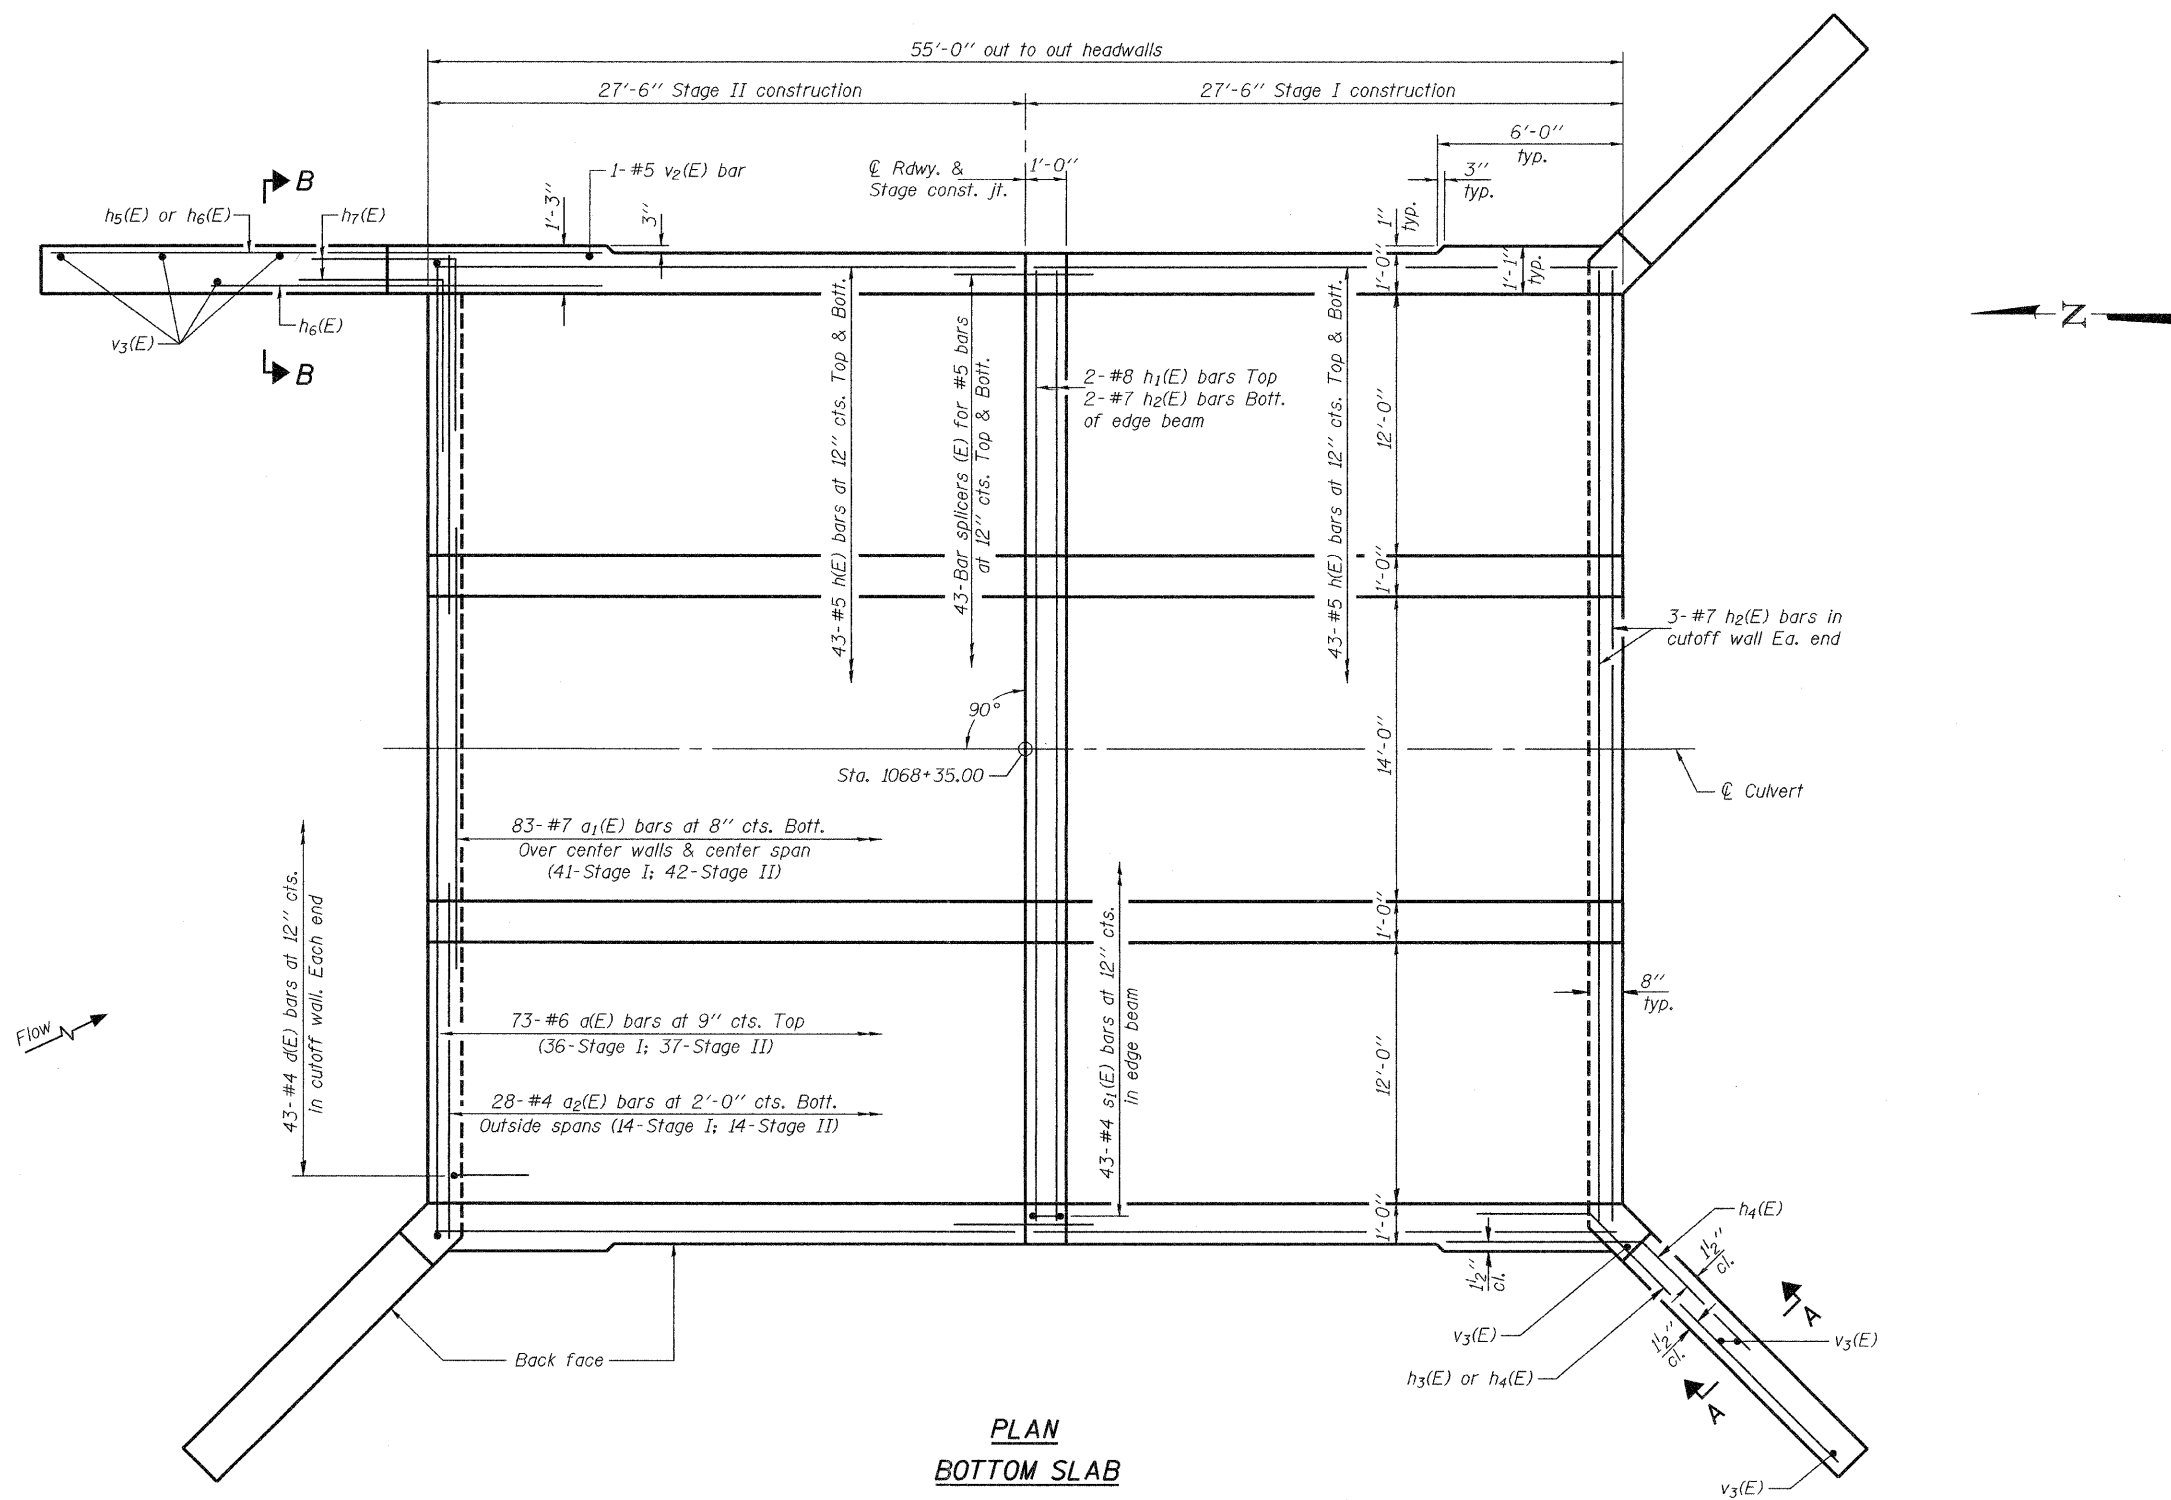 55'-0" out to out headwalls
27'-6" Stage II construction
27'-6" Stage I construction
6'-0"
typ.
3"
typ.
℄ Rdwy. &
Stage const. jt.
1'-0"
1-#5 v2(E) bar
B
h5(E) or h6(E)
h7(E)
1'-3"
3"
1"
typ.
1'-0"
1'-1"
typ.
h6(E)
v3(E)
B
N
43-#5 h(E) bars at 12" cts. Top & Bott.
43-Bar splicers (E) for #5 bars
at 12" cts. Top & Bott.
2-#8 h1(E) bars Top
2-#7 h2(E) bars Bott.
of edge beam
43-#5 h(E) bars at 12" cts. Top & Bott.
12'-0"
1'-0"
3-#7 h2(E) bars in
cutoff wall Ea. end
90°
14'-0"
Sta. 1068+35.00
℄ Culvert
83-#7 a1(E) bars at 8" cts. Bott.
Over center walls & center span
(41-Stage I; 42-Stage II)
43-#4 d(E) bars at 12" cts.
in cutoff wall. Each end
1'-0"
43-#4 s1(E) bars at 12" cts.
in edge beam
8"
typ.
Flow
73-#6 a(E) bars at 9" cts. Top
(36-Stage I; 37-Stage II)
12'-0"
28-#4 a2(E) bars at 2'-0" cts. Bott.
Outside spans (14-Stage I; 14-Stage II)
1'-0"
h4(E)
1½"
cl.
1½"
cl.
A
v3(E)
1½"
cl.
v3(E)
Back face
h3(E) or h4(E)
A
v3(E)
PLAN
BOTTOM SLAB